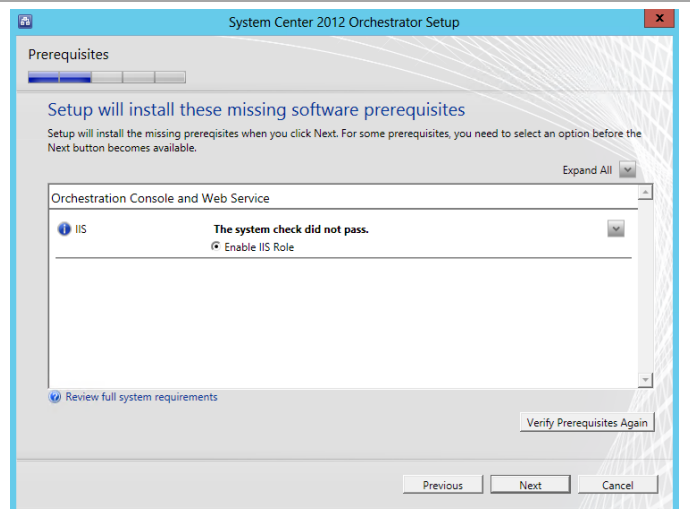 System Center 2012 Orchestrator Setup
x
Prerequisites
Setup will install these missing software prerequisites
Setup will install the missing prereqisites when you click Next. For some prerequisites, you need to select an option before the
Next button becomes available.
Expand All
Orchestration Console and Web Service
IIS The system check did not pass.
Enable IIS Role
Review full system requirements
Verify Prerequisites Again
Previous Next Cancel